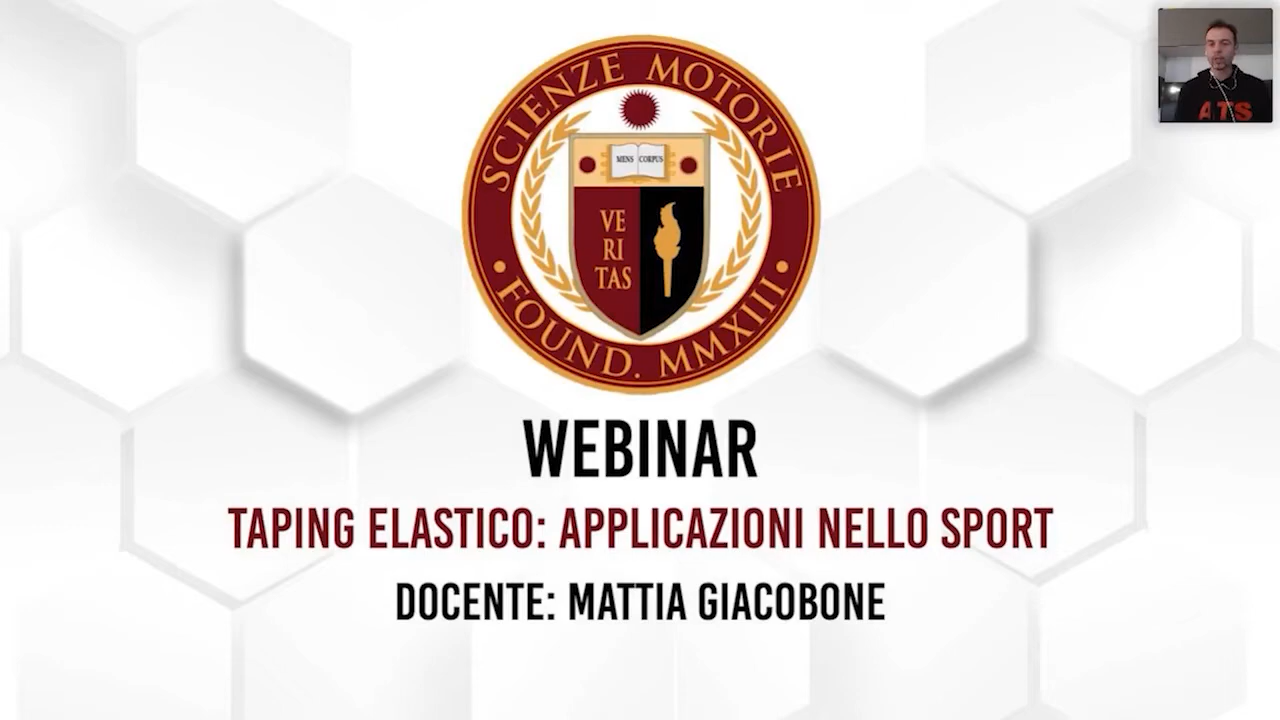 SCIENZE MOTORIE
MENS CORPUS
VE
RI
TAS
FOUND. MMXIII
WEBINAR
TAPING ELASTICO: APPLICAZIONI NELLO SPORT
DOCENTE: MATTIA GIACOBONE
ATS